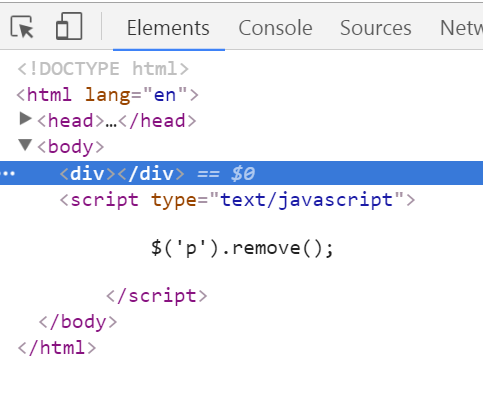 Elements Console Sources Netw
<!DOCTYPE html>
<html lang="en">
▶<head>…</head>
▼<body>
… <div></div> == $0
<script type="text/javascript">
$('p').remove();
</script>
</body>
</html>